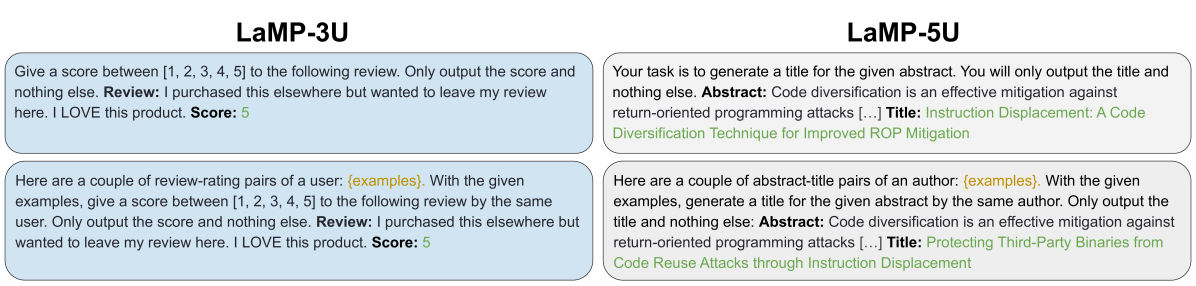 LaMP-3U
Give a score between [1, 2, 3, 4, 5] to the following review. Only output the score and
nothing else. Review: I purchased this elsewhere but wanted to leave my review
here. I LOVE this product. Score: 5
Here are a couple of review-rating pairs of a user: {examples}. With the given
examples, give a score between [1, 2, 3, 4, 5] to the following review by the same
user. Only output the score and nothing else. Review: I purchased this elsewhere but
wanted to leave my review here. I LOVE this product. Score: 5
LaMP-5U
Your task is to generate a title for the given abstract. You will only output the title and
nothing else. Abstract: Code diversification is an effective mitigation against
return-oriented programming attacks […] Title: Instruction Displacement: A Code
Diversification Technique for Improved ROP Mitigation
Here are a couple of abstract-title pairs of an author: {examples}. With the given
examples, generate a title for the given abstract by the same author. Only output the
title and nothing else: Abstract: Code diversification is an effective mitigation against
return-oriented programming attacks […] Title: Protecting Third-Party Binaries from
Code Reuse Attacks through Instruction Displacement